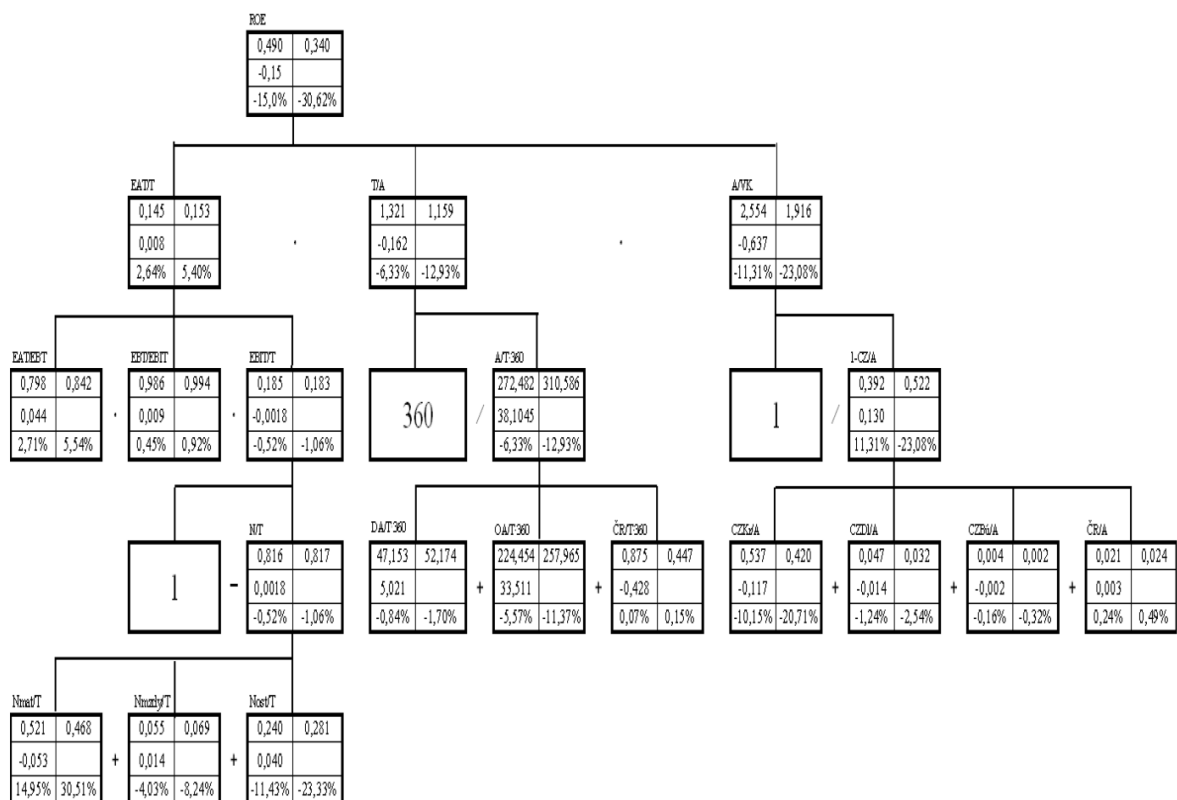 ROE
0,490 0,340
-0,15
-15,0% -30,62%
EAT/T T/A A/VK
0,145 0,153 1,321 1,159 2,554 1,916
0,008 · -0,162 · -0,637
2,64% 5,40% -6,33% -12,93% -11,31% -23,08%
EAT/EBT EBT/EBIT EBIT/T A/T·360 1-CZ/A
0,798 0,842 0,986 0,994 0,185 0,183 272,482 310,586 0,392 0,522
0,044 · 0,009 · -0,0018 360 / 38,1045 1 / 0,130
2,71% 5,54% 0,45% 0,92% -0,52% -1,06% -6,33% -12,93% 11,31% -23,08%
N/T DA/T·360 OA/T·360 ČR/T·360 CZKr/A CZDl/A CZBú/A ČR/A
0,816 0,817 47,153 52,174 224,454 257,965 0,875 0,447 0,537 0,420 0,047 0,032 0,004 0,002 0,021 0,024
1 - 0,0018 5,021 + 33,511 + -0,428 -0,117 + -0,014 + -0,002 + 0,003
-0,52% -1,06% -0,84% -1,70% -5,57% -11,37% 0,07% 0,15% -10,15% -20,71% -1,24% -2,54% -0,16% -0,32% 0,24% 0,49%
Nmat/T Nmzdy/T Nost/T
0,521 0,468 0,055 0,069 0,240 0,281
-0,053 + 0,014 + 0,040
14,95% 30,51% -4,03% -8,24% -11,43% -23,33%